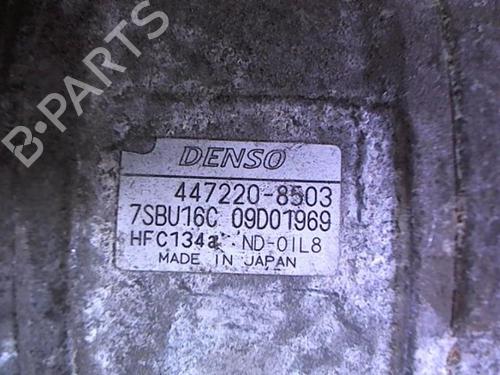 B-PARTS
DENSO
447220-8503
7SBU16C 09D01969
HFC134a ND-OIL8
MADE IN JAPAN